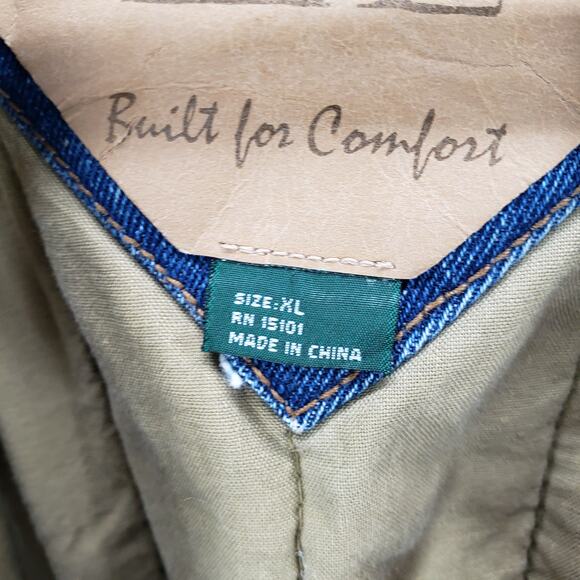 Built for Comfort
SIZE:XL
RN 15101
MADE IN CHINA